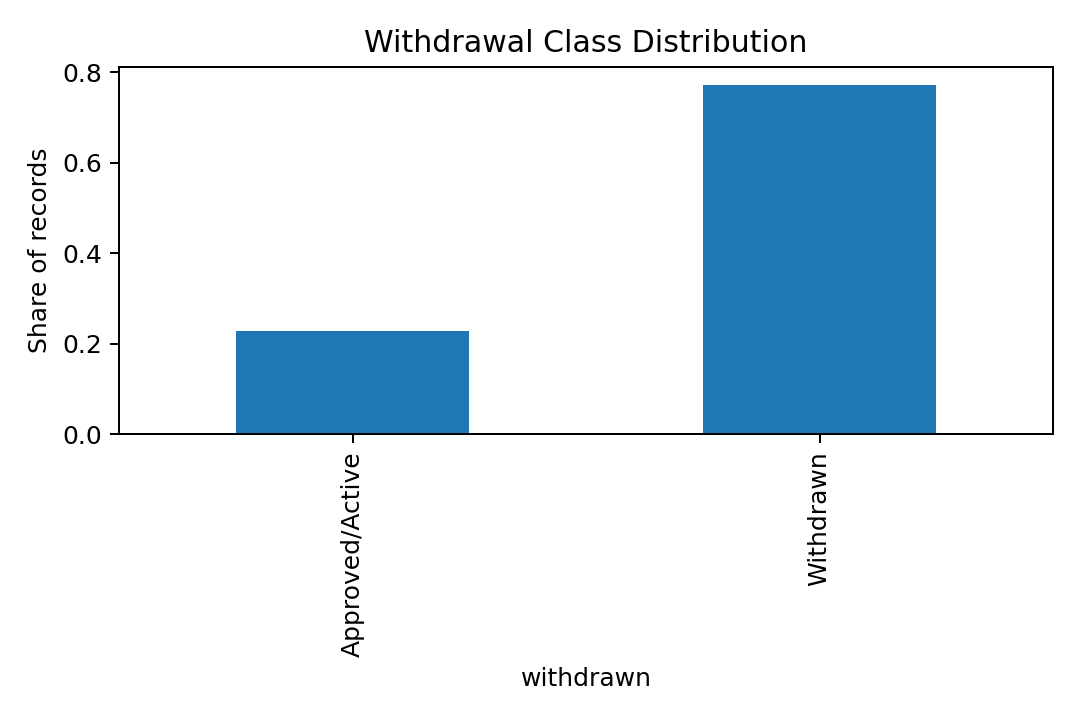 Withdrawal Class Distribution
Share of records
0.8
0.6
0.4
0.2
0.0
Approved/Active
Withdrawn
withdrawn